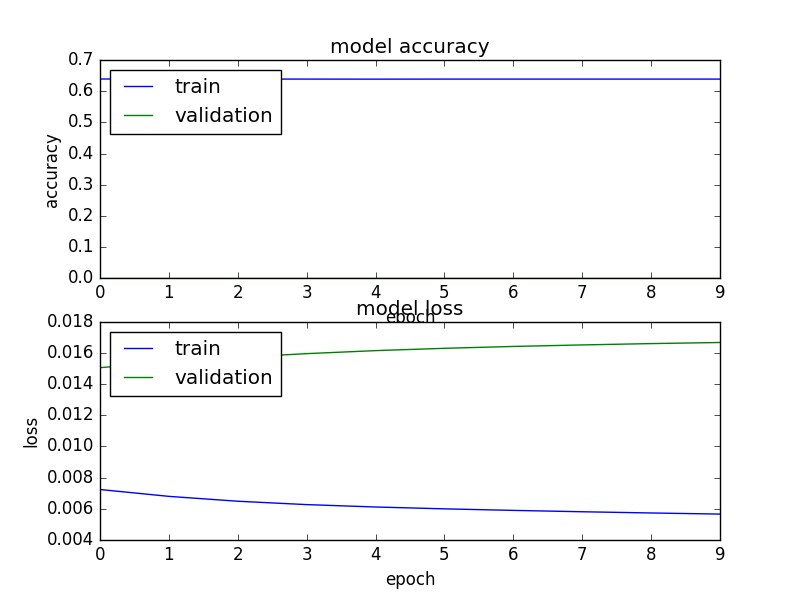 model accuracy
0.7
0.6
0.5
0.4
0.3
0.2
0.1
0.0
accuracy
train
validation
0 1 2 3 4 5 6 7 8 9
epoch
model loss
0.018
0.016
0.014
0.012
0.010
0.008
0.006
0.004
loss
train
validation
0 1 2 3 4 5 6 7 8 9
epoch